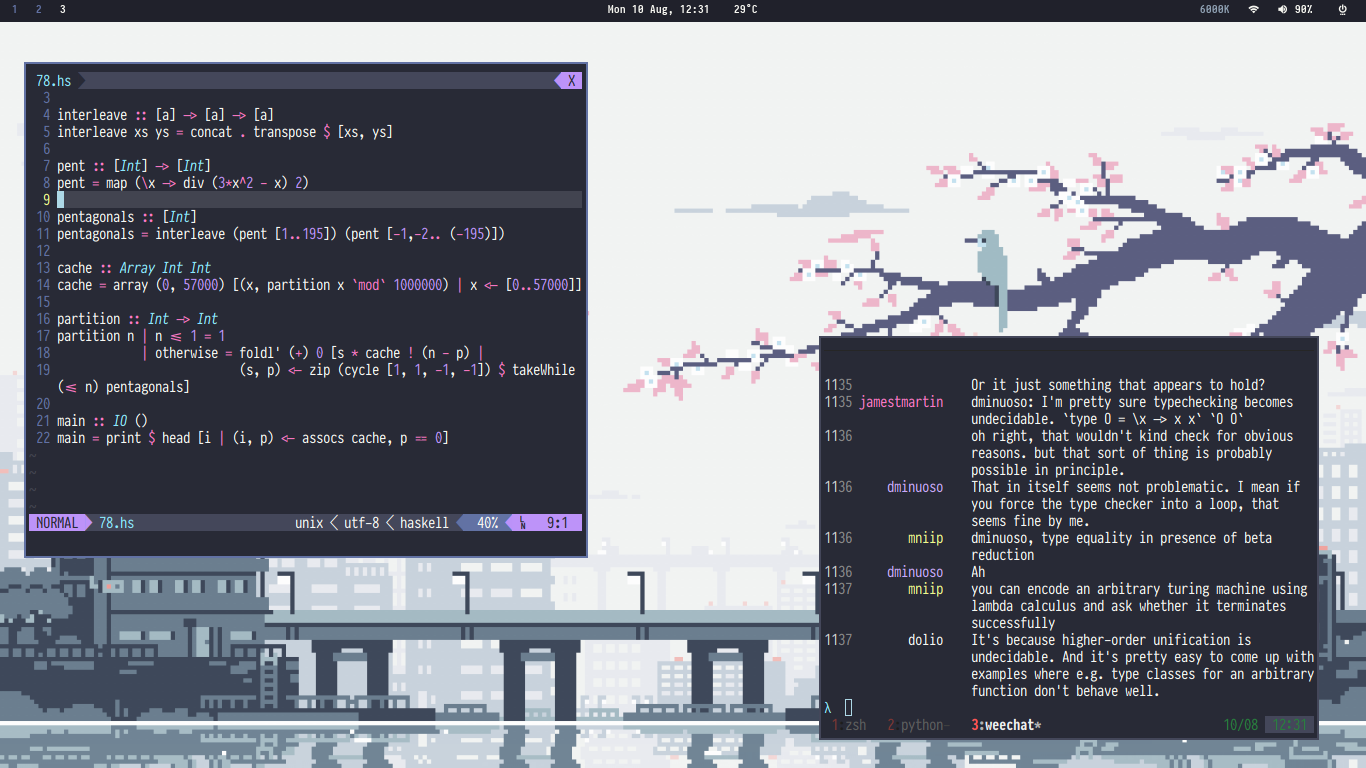 1 2 3 Mon 10 Aug, 12:31 29°C 6000K 90%
78.hs X
3
4 interleave :: [a] -> [a] -> [a]
5 interleave xs ys = concat . transpose $ [xs, ys]
6
7 pent :: [Int] -> [Int]
8 pent = map (\x -> div (3*x^2 - x) 2)
9
10 pentagonals :: [Int]
11 pentagonals = interleave (pent [1..195]) (pent [-1,-2.. (-195)])
12
13 cache :: Array Int Int
14 cache = array (0, 57000) [(x, partition x `mod` 1000000) | x <- [0..57000]]
15
16 partition :: Int -> Int
17 partition n | n <= 1 = 1
18 | otherwise = foldl' (+) 0 [s * cache ! (n - p) |
19 (s, p) <- zip (cycle [1, 1, -1, -1]) $ takeWhile
(<= n) pentagonals]
20
21 main :: IO ()
22 main = print $ head [i | (i, p) <- assocs cache, p == 0]
~
~
~
~
NORMAL 78.hs unix < utf-8 < haskell 40% LN 9:1
1135 Or it just something that appears to hold?
1135 jamestmartin dminuoso: I'm pretty sure typechecking becomes
undecidable. `type O = \x -> x x` `O O`
1136 oh right, that wouldn't kind check for obvious
reasons. but that sort of thing is probably
possible in principle.
1136 dminuoso That in itself seems not problematic. I mean if
you force the type checker into a loop, that
seems fine by me.
1136 mniip dminuoso, type equality in presence of beta
reduction
1136 dminuoso Ah
1137 mniip you can encode an arbitrary turing machine using
lambda calculus and ask whether it terminates
successfully
1137 dolio It's because higher-order unification is
undecidable. And it's pretty easy to come up with
examples where e.g. type classes for an arbitrary
function don't behave well.
λ
1 zsh 2 python- 3:weechat* 10/08 12:31